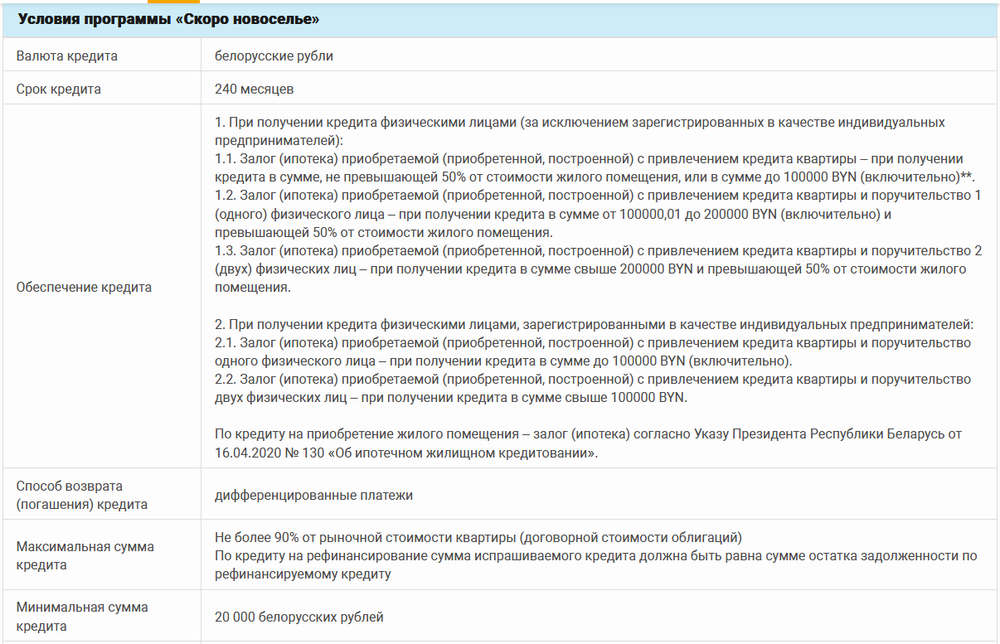 Условия программы «Скоро новоселье»
Валюта кредита
белорусские рубли
Срок кредита
240 месяцев
Обеспечение кредита
1. При получении кредита физическими лицами (за исключением зарегистрированных в качестве индивидуальных
предпринимателей):
1.1. Залог (ипотека) приобретаемой (приобретенной, построенной) с привлечением кредита квартиры – при получении
кредита в сумме, не превышающей 50% от стоимости жилого помещения, или в сумме до 100000 BYN (включительно)**.
1.2. Залог (ипотека) приобретаемой (приобретенной, построенной) с привлечением кредита квартиры и поручительство 1
(одного) физического лица – при получении кредита в сумме от 100000,01 до 200000 BYN (включительно) и
превышающей 50% от стоимости жилого помещения.
1.3. Залог (ипотека) приобретаемой (приобретенной, построенной) с привлечением кредита квартиры и поручительство 2
(двух) физических лиц – при получении кредита в сумме свыше 200000 BYN и превышающей 50% от стоимости жилого
помещения.
2. При получении кредита физическими лицами, зарегистрированными в качестве индивидуальных предпринимателей:
2.1. Залог (ипотека) приобретаемой (приобретенной, построенной) с привлечением кредита квартиры и поручительство
одного физического лица – при получении кредита в сумме до 100000 BYN (включительно).
2.2. Залог (ипотека) приобретаемой (приобретенной, построенной) с привлечением кредита квартиры и поручительство
двух физических лиц – при получении кредита в сумме свыше 100000 BYN.
По кредиту на приобретение жилого помещения – залог (ипотека) согласно Указу Президента Республики Беларусь от
16.04.2020 № 130 «Об ипотечном жилищном кредитовании».
Способ возврата
(погашения) кредита
дифференцированные платежи
Максимальная сумма
кредита
Не более 90% от рыночной стоимости квартиры (договорной стоимости облигаций)
По кредиту на рефинансирование сумма испрашиваемого кредита должна быть равна сумме остатка задолженности по
рефинансируемому кредиту
Минимальная сумма
кредита
20 000 белорусских рублей